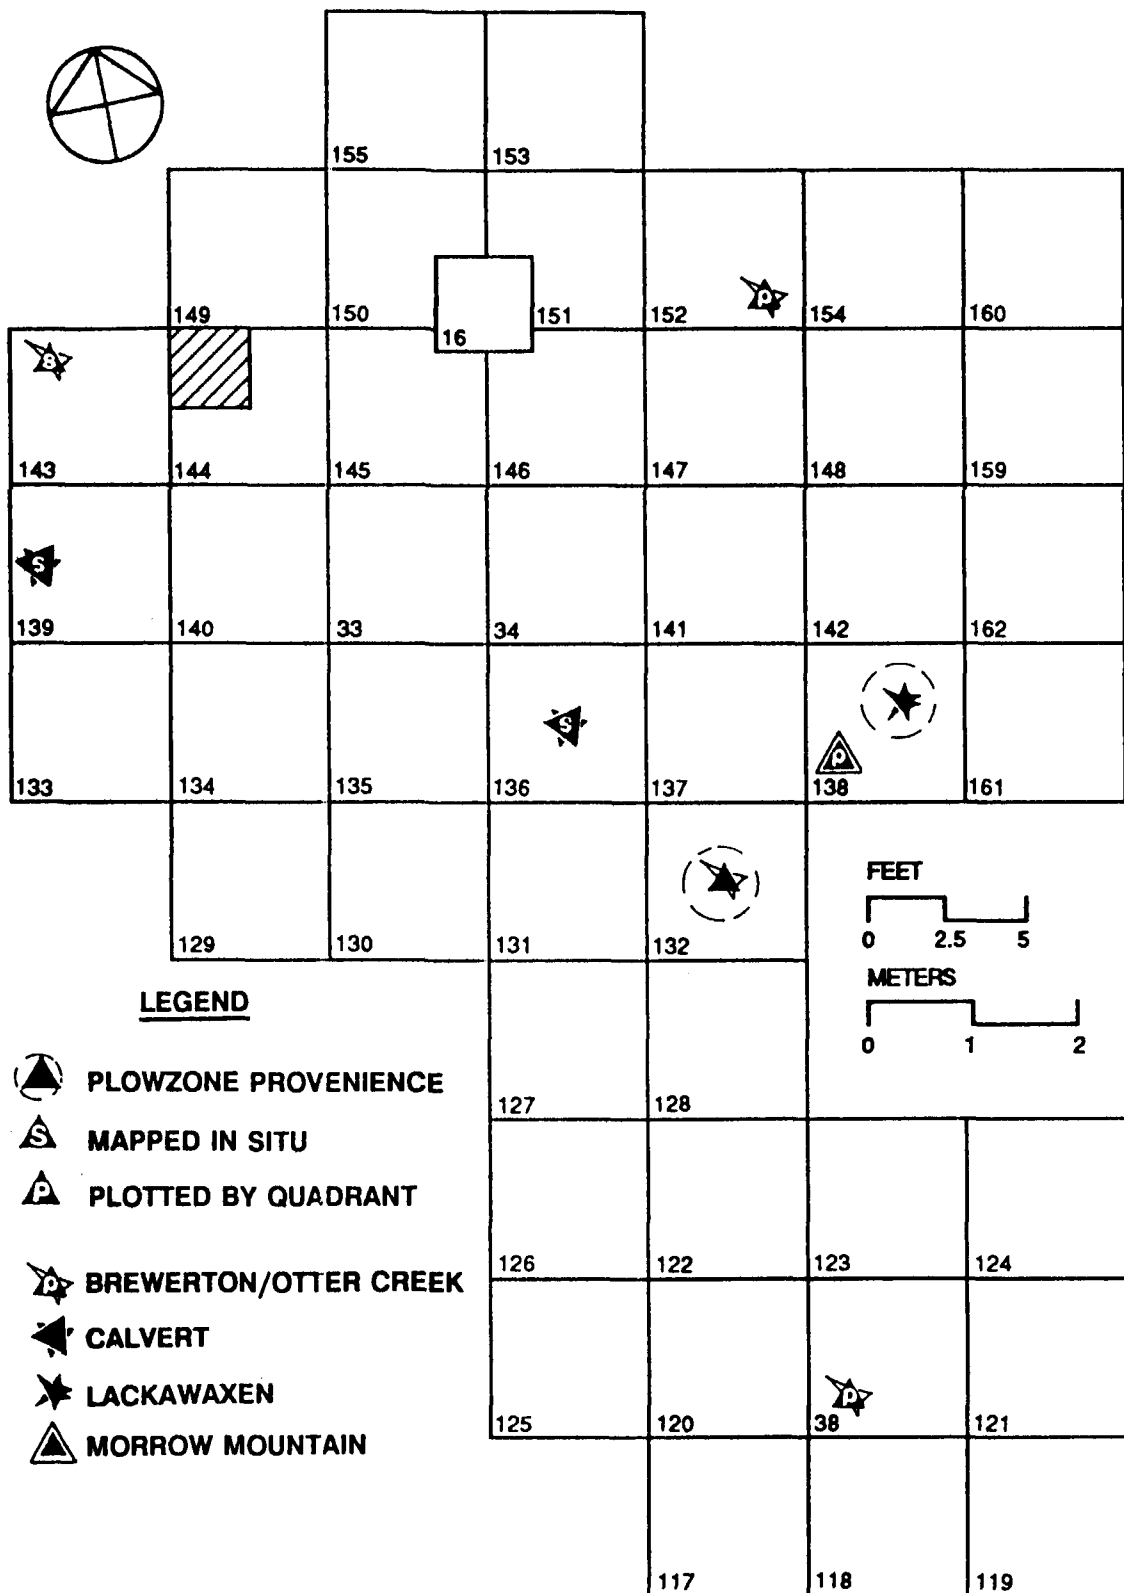 155 153
149 150 16 151 152 P 154 160
S
143 144 145 146 147 148 159
S
139 140 33 34 141 142 162
S
P
133 134 135 136 137 138 161
FEET
0 2.5 5
129 130 131 132
METERS
0 1 2
LEGEND
PLOWZONE PROVENIENCE
127 128
S MAPPED IN SITU
P PLOTTED BY QUADRANT
126 122 123 124
P BREWERTON/OTTER CREEK
CALVERT
LACKAWAXEN
P
125 120 38 121
MORROW MOUNTAIN
117 118 119